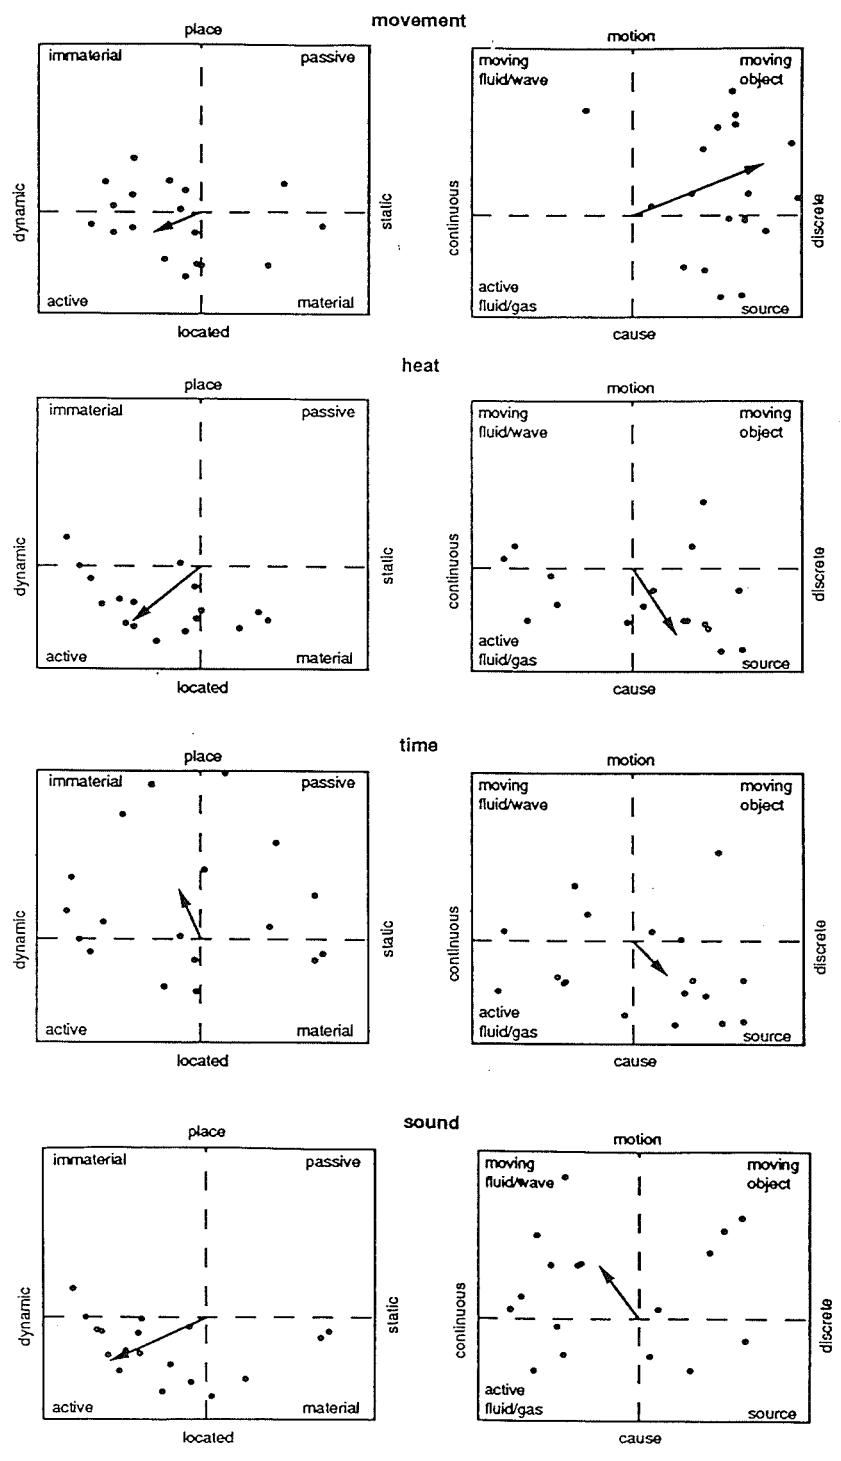 movement
place
immaterial passive
dynamic
static
active material
located
motion
moving
fluid/wave
moving
object
continuous
discrete
active
fluid/gas
source
cause
heat
place
immaterial passive
dynamic
static
active material
located
motion
moving
fluid/wave
moving
object
continuous
discrete
active
fluid/gas
source
cause
time
place
immaterial passive
dynamic
static
active material
located
motion
moving
fluid/wave
moving
object
continuous
discrete
active
fluid/gas
source
cause
sound
place
immaterial passive
dynamic
static
active material
located
motion
moving
fluid/wave
moving
object
continuous
discrete
active
fluid/gas
source
cause